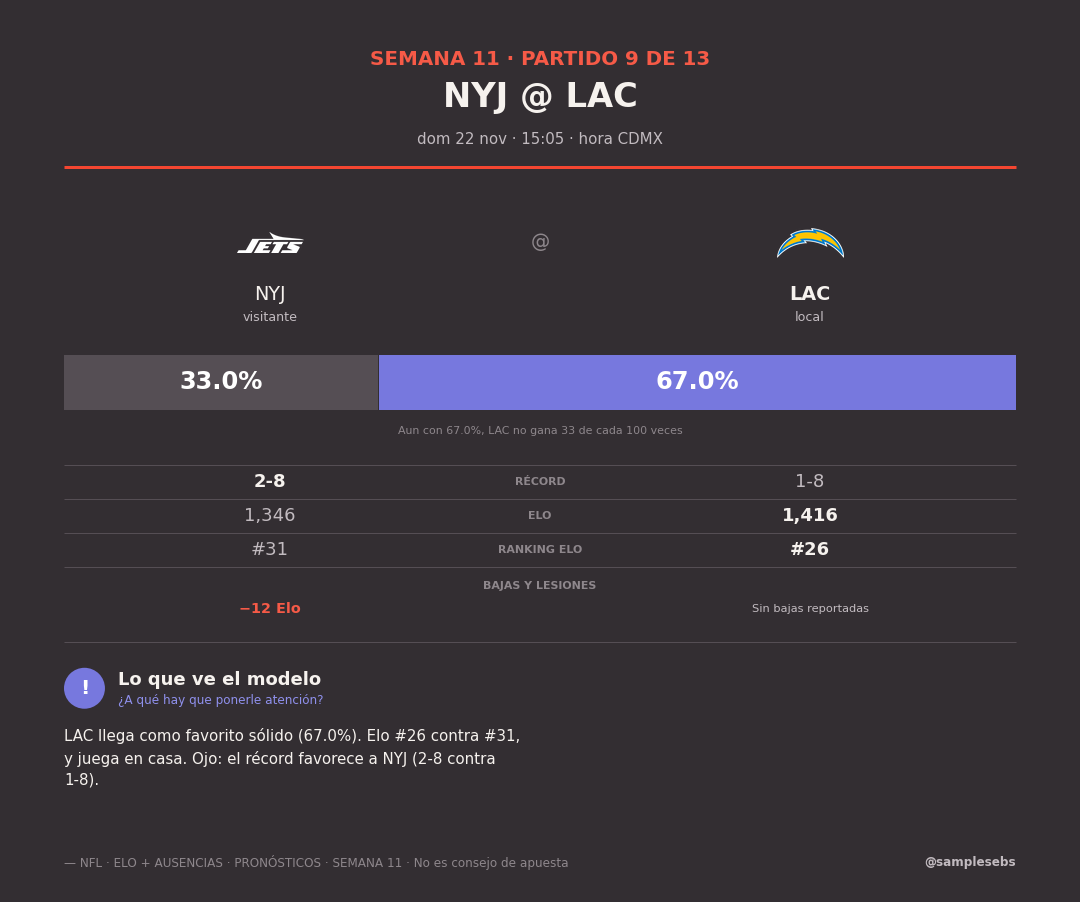 SEMANA 11 · PARTIDO 9 DE 13
NYJ @ LAC
dom 22 nov · 15:05 · hora CDMX
JETS
@
NYJ
LAC
visitante
local
33.0%
67.0%
Aun con 67.0%, LAC no gana 33 de cada 100 veces
2-8 RÉCORD 1-8
1,346 ELO 1,416
#31 RANKING ELO #26
BAJAS Y LESIONES
−12 Elo Sin bajas reportadas
!
Lo que ve el modelo
¿A qué hay que ponerle atención?
LAC llega como favorito sólido (67.0%). Elo #26 contra #31,
y juega en casa. Ojo: el récord favorece a NYJ (2-8 contra
1-8).
— NFL · ELO + AUSENCIAS · PRONÓSTICOS · SEMANA 11 · No es consejo de apuesta
@samplesebs